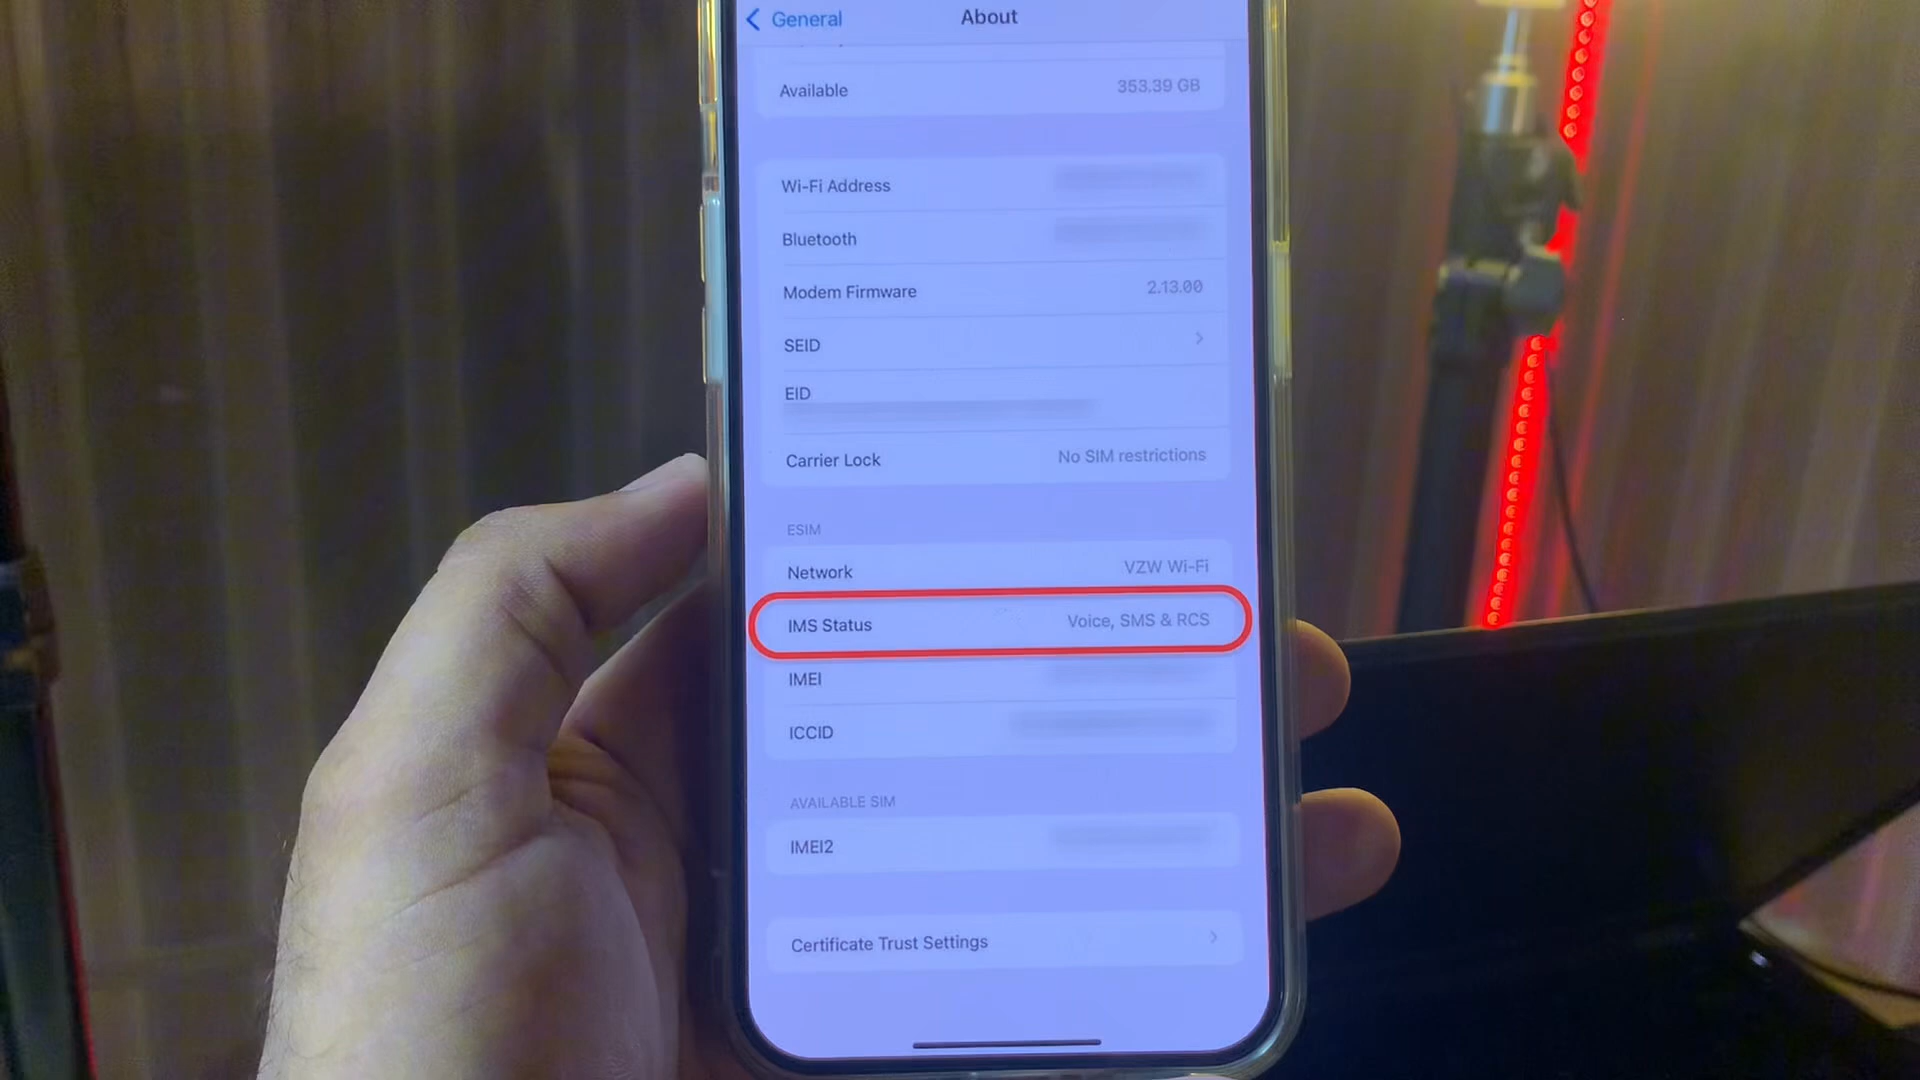 General
About
Available 353.39 GB
Wi-Fi Address
Bluetooth
Modem Firmware 2.13.00
SEID
EID
Carrier Lock No SIM restrictions
ESIM
Network VZW Wi-Fi
IMS Status Voice, SMS & RCS
IMEI
ICCID
AVAILABLE SIM
IMEI2
Certificate Trust Settings